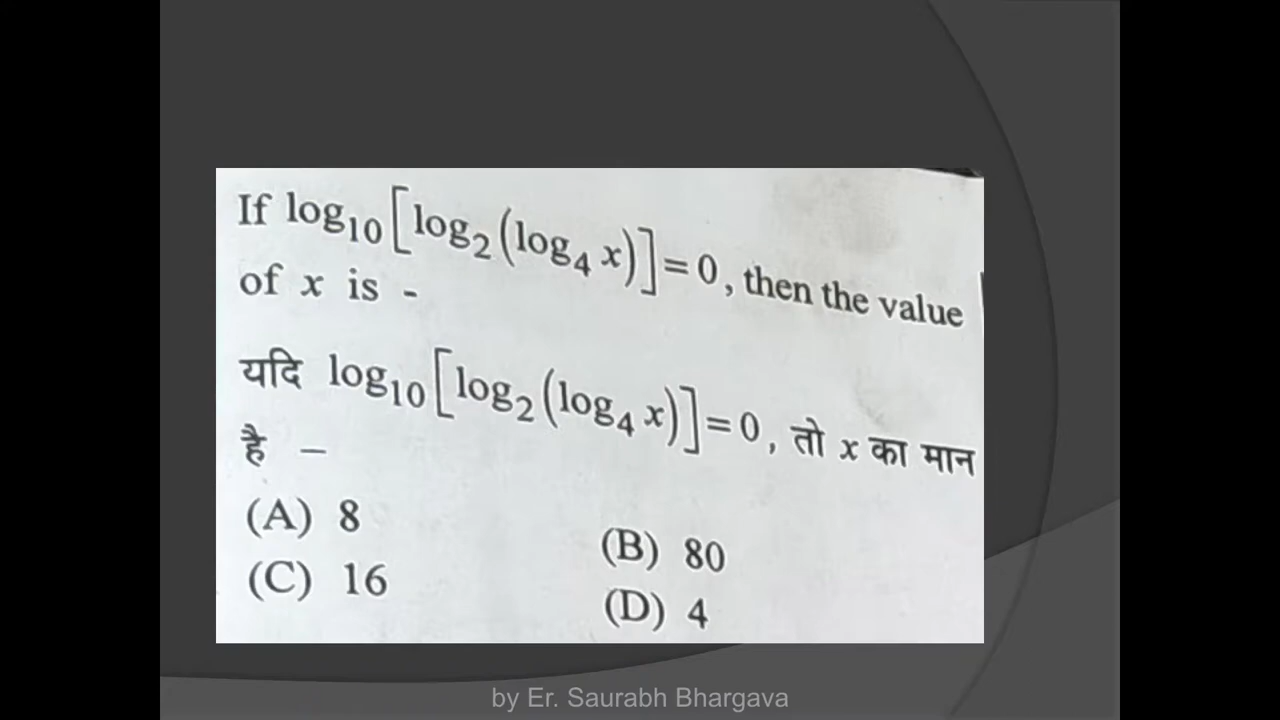 If log₁₀[log₂(log₄ x)] = 0, then the value
of x is -
यदि log₁₀[log₂(log₄ x)] = 0, तो x का मान
है –
(A) 8 (B) 80
(C) 16 (D) 4
by Er. Saurabh Bhargava